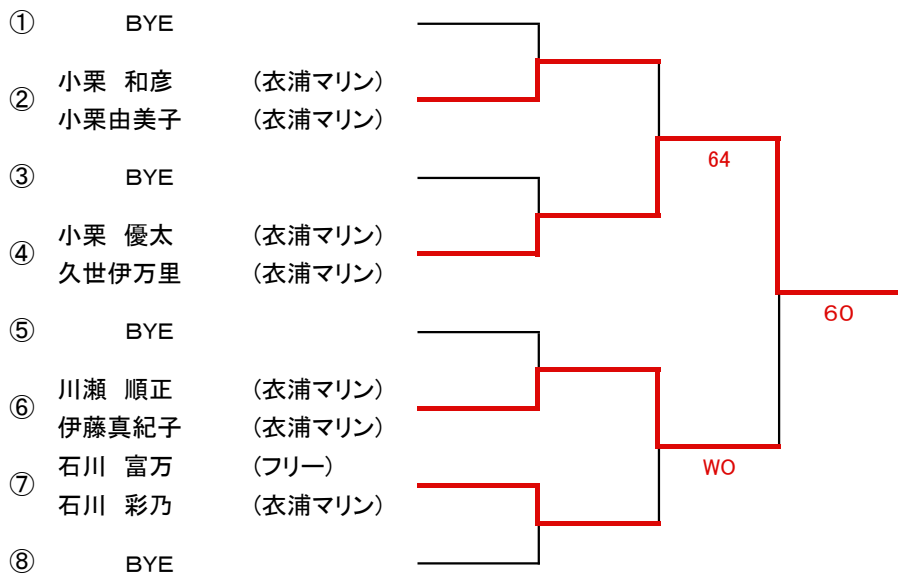 ① BYE
小栗 和彦 (衣浦マリン)
②
小栗由美子 (衣浦マリン)
③ BYE
64
小栗 優太 (衣浦マリン)
④
久世伊万里 (衣浦マリン)
60
⑤ BYE
川瀬 順正 (衣浦マリン)
⑥
伊藤真紀子 (衣浦マリン)
石川 富万 (フリー)
WO
⑦
石川 彩乃 (衣浦マリン)
⑧ BYE